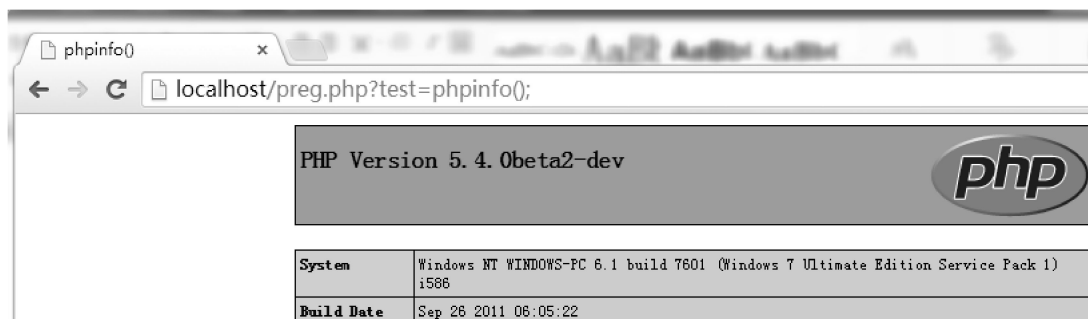 phpinfo()
localhost/preg.php?test=phpinfo();
PHP Version 5.4.0beta2-dev
php
System
Windows NT WINDOWS-PC 6.1 build 7601 (Windows 7 Ultimate Edition Service Pack 1)
i586
Build Date
Sep 26 2011 06:05:22